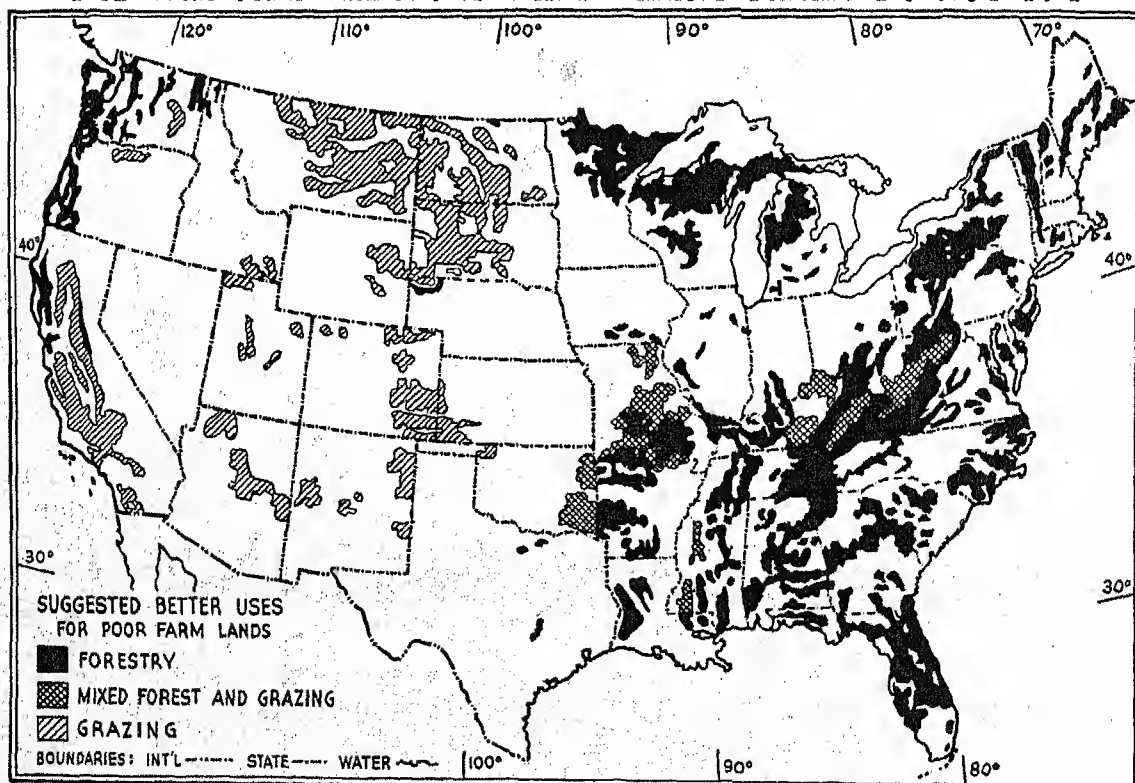 120° 110° 100° 90° 80° 70°
40° 40°
30° 30°
SUGGESTED BETTER USES
FOR POOR FARM LANDS
FORESTRY
MIXED FOREST AND GRAZING
GRAZING
BOUNDARIES: INT'L STATE WATER
100° 90° 80°